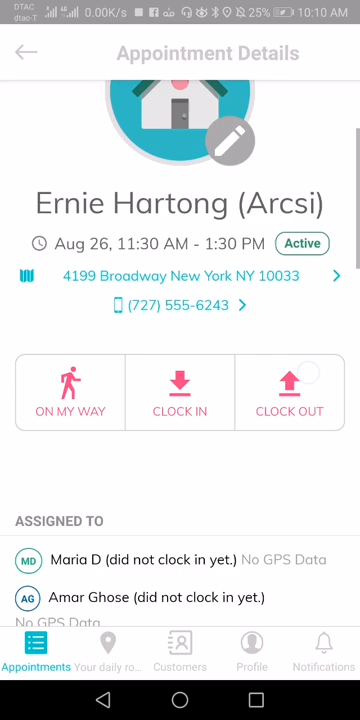 DTAC
dtac-T
4G
0.00K/s
25%
10:10 AM
Appointment Details
Ernie Hartong (Arcsi)
Aug 26, 11:30 AM - 1:30 PM Active
4199 Broadway New York NY 10033
(727) 555-6243
ON MY WAY CLOCK IN CLOCK OUT
ASSIGNED TO
MD Maria D (did not clock in yet.) No GPS Data
AG Amar Ghose (did not clock in yet.)
No GPS Data
Appointments Your daily ro... Customers Profile Notifications